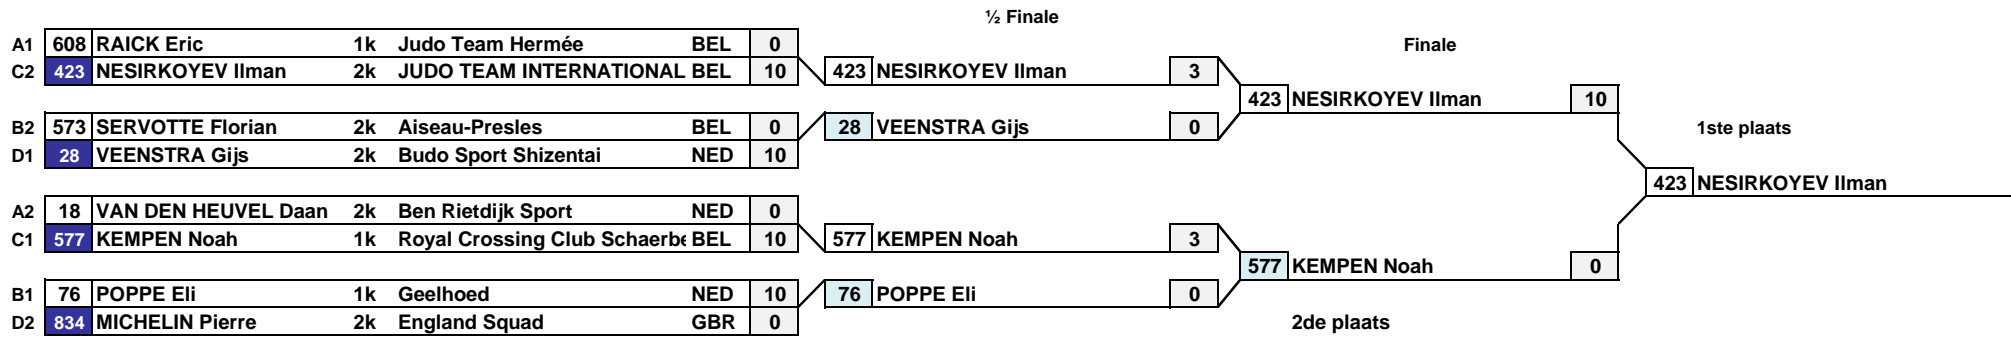 ½ Finale
A1 608 RAICK Eric 1k Judo Team Hermée BEL 0
Finale
C2 423 NESIRKOYEV Ilman 2k JUDO TEAM INTERNATIONAL BEL 10
423 NESIRKOYEV Ilman 3
423 NESIRKOYEV Ilman 10
B2 573 SERVOTTE Florian 2k Aiseau-Presles BEL 0
28 VEENSTRA Gijs 0
1ste plaats
D1 28 VEENSTRA Gijs 2k Budo Sport Shizentai NED 10
423 NESIRKOYEV Ilman
A2 18 VAN DEN HEUVEL Daan 2k Ben Rietdijk Sport NED 0
C1 577 KEMPEN Noah 1k Royal Crossing Club Schaerbe BEL 10
577 KEMPEN Noah 3
577 KEMPEN Noah 0
B1 76 POPPE Eli 1k Geelhoed NED 10
76 POPPE Eli 0
D2 834 MICHELIN Pierre 2k England Squad GBR 0
2de plaats